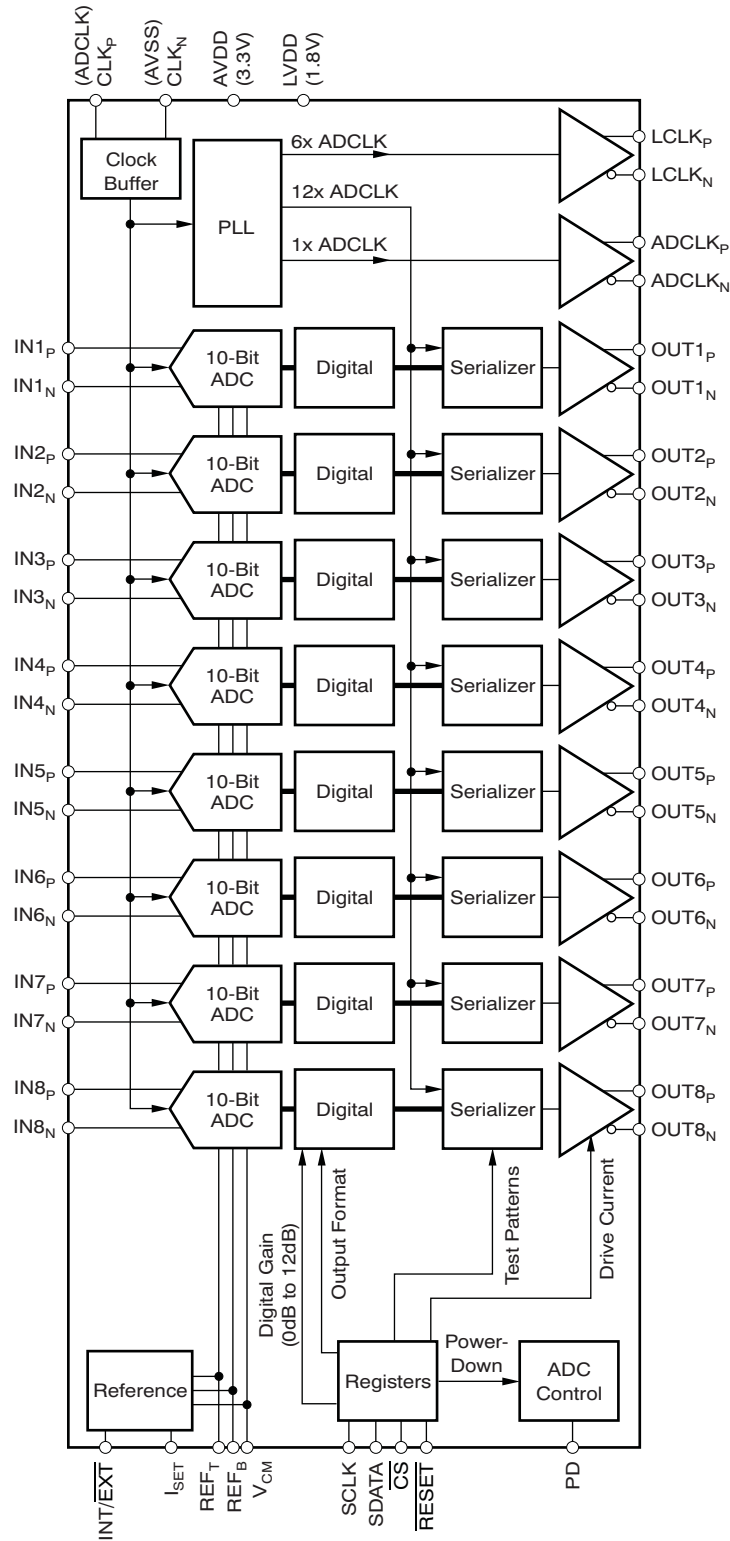 (ADCLK)
CLKP
(AVSS)
CLKN
AVDD
(3.3V)
LVDD
(1.8V)
Clock
Buffer
PLL
6x ADCLK
12x ADCLK
1x ADCLK
LCLKP
LCLKN
ADCLKP
ADCLKN
IN1P
IN1N
10-Bit
ADC
Digital
Serializer
OUT1P
OUT1N
IN2P
IN2N
10-Bit
ADC
Digital
Serializer
OUT2P
OUT2N
IN3P
IN3N
10-Bit
ADC
Digital
Serializer
OUT3P
OUT3N
IN4P
IN4N
10-Bit
ADC
Digital
Serializer
OUT4P
OUT4N
IN5P
IN5N
10-Bit
ADC
Digital
Serializer
OUT5P
OUT5N
IN6P
IN6N
10-Bit
ADC
Digital
Serializer
OUT6P
OUT6N
IN7P
IN7N
10-Bit
ADC
Digital
Serializer
OUT7P
OUT7N
IN8P
IN8N
10-Bit
ADC
Digital
Serializer
OUT8P
OUT8N
Digital Gain
(0dB to 12dB)
Output Format
Test Patterns
Drive Current
Reference
Registers
Power-
Down
ADC
Control
INT/EXT
ISET
REFT
REFB
VCM
SCLK
SDATA
CS
RESET
PD